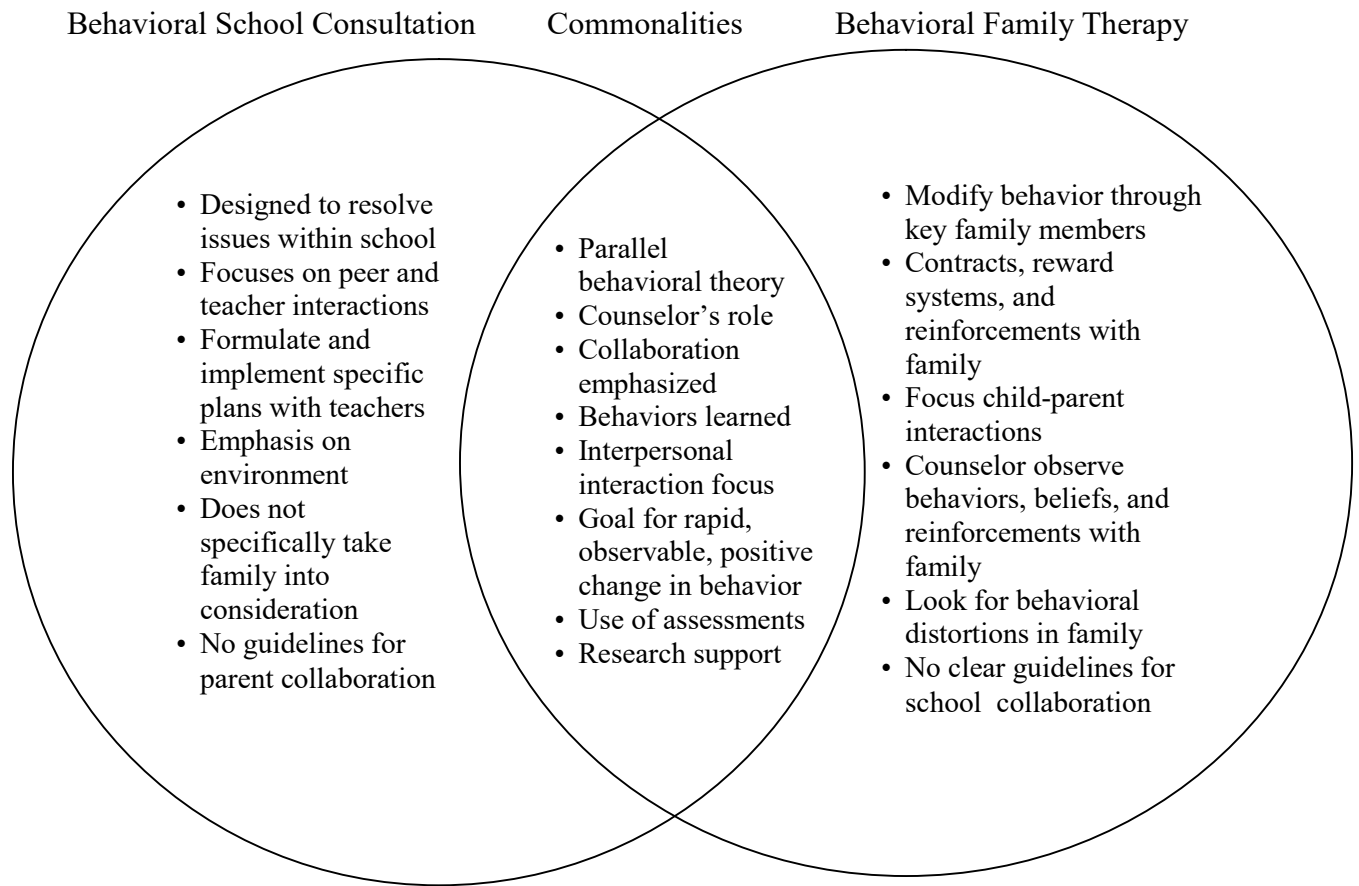 Behavioral School Consultation
Commonalities
Behavioral Family Therapy
• Designed to resolve
issues within school
• Focuses on peer and
teacher interactions
• Formulate and
implement specific
plans with teachers
• Emphasis on
environment
• Does not
specifically take
family into
consideration
• No guidelines for
parent collaboration
• Parallel
behavioral theory
• Counselor’s role
• Collaboration
emphasized
• Behaviors learned
• Interpersonal
interaction focus
• Goal for rapid,
observable, positive
change in behavior
• Use of assessments
• Research support
• Modify behavior through
key family members
• Contracts, reward
systems, and
reinforcements with
family
• Focus child-parent
interactions
• Counselor observe
behaviors, beliefs, and
reinforcements with
family
• Look for behavioral
distortions in family
• No clear guidelines for
school collaboration